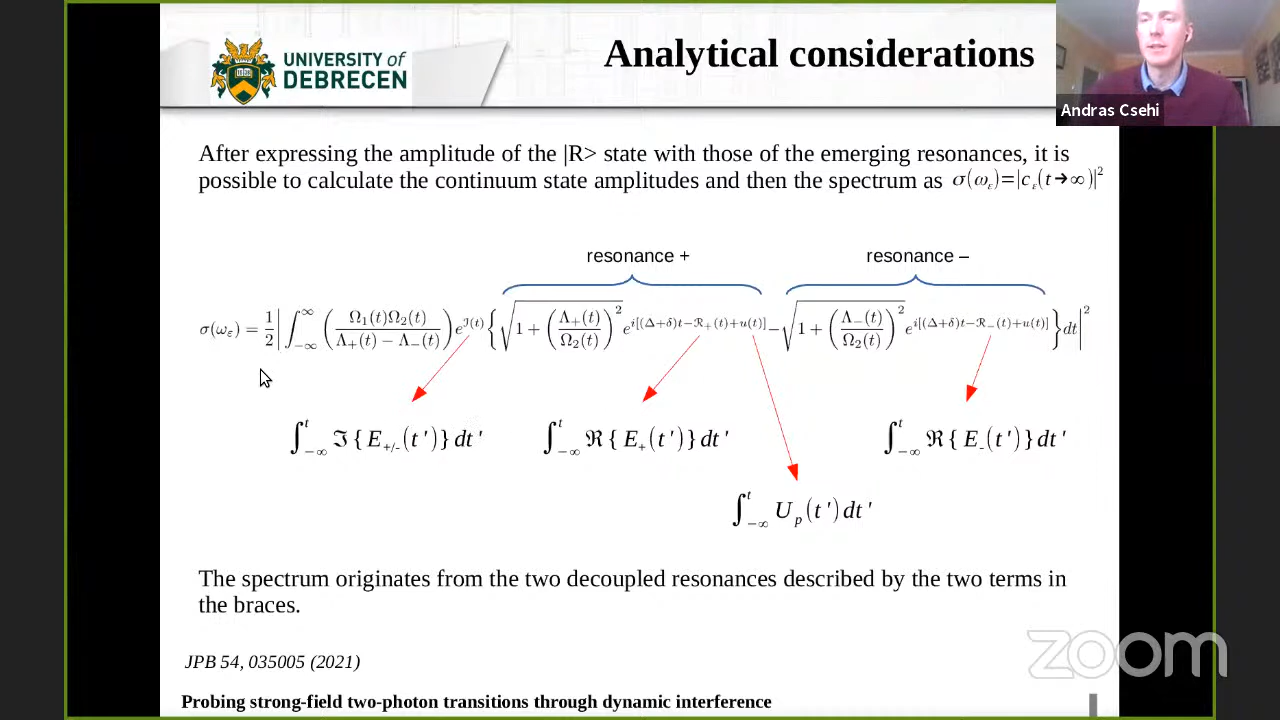 UNIVERSITY of
DEBRECEN
Analytical considerations
Andras Csehi
After expressing the amplitude of the |R> state with those of the emerging resonances, it is
possible to calculate the continuum state amplitudes and then the spectrum as σ(ω_ε)=|c_ε(t→∞)|²
resonance +
resonance –
σ(ω_ε) = 1/2 | ∫_{−∞}^{∞} ( Ω₁(t)Ω₂(t) / (Λ₊(t) − Λ₋(t)) ) e^{ℑ(t)} { √(1 + (Λ₊(t)/Ω₂(t))²) e^{i[(Δ+δ)t−ℛ₊(t)+u(t)]} − √(1 + (Λ₋(t)/Ω₂(t))²) e^{i[(Δ+δ)t−ℛ₋(t)+u(t)]} } dt |²
∫_{−∞}^{t} ℑ{E_{+/-}(t')}dt'
∫_{−∞}^{t} ℜ{E₊(t')}dt'
∫_{−∞}^{t} ℜ{E₋(t')}dt'
∫_{−∞}^{t} U_p(t')dt'
The spectrum originates from the two decoupled resonances described by the two terms in
the braces.
zoom
JPB 54, 035005 (2021)
Probing strong-field two-photon transitions through dynamic interference